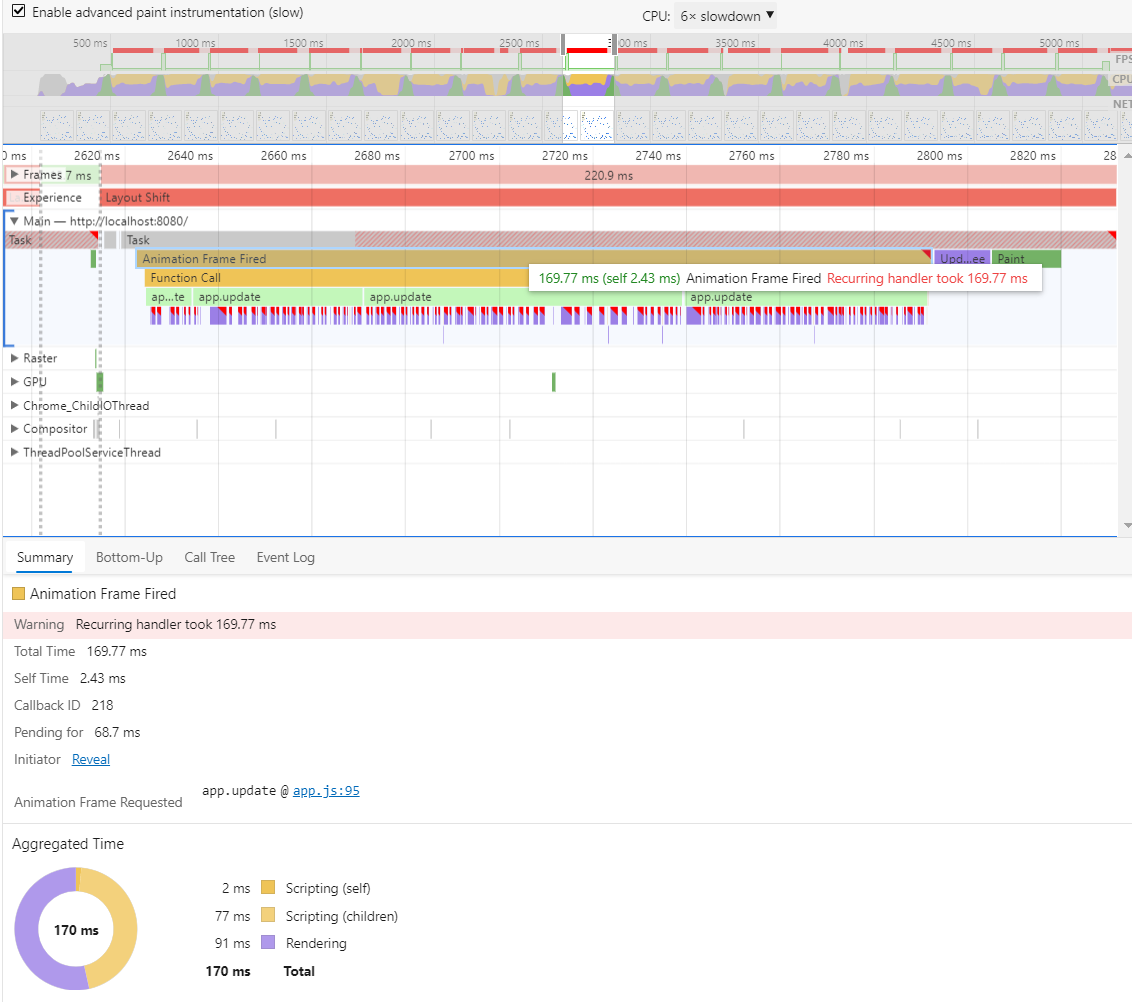 Enable advanced paint instrumentation (slow)
CPU: 6× slowdown ▼
500 ms 1000 ms 1500 ms 2000 ms 2500 ms 3 00 ms 3500 ms 4000 ms 4500 ms 5000 ms
FPS
CPU
NET
0 ms 2620 ms 2640 ms 2660 ms 2680 ms 2700 ms 2720 ms 2740 ms 2760 ms 2780 ms 2800 ms 2820 ms 28
Frames 7 ms 220.9 ms
Experience Layout Shift
Main — http://localhost:8080/
Task Task
Animation Frame Fired Upd...ee Paint
Function Call
169.77 ms (self 2.43 ms) Animation Frame Fired Recurring handler took 169.77 ms
ap...te app.update app.update app.update
Raster
GPU
Chrome_ChildIOThread
Compositor
ThreadPoolServiceThread
Summary Bottom-Up Call Tree Event Log
Animation Frame Fired
Warning Recurring handler took 169.77 ms
Total Time 169.77 ms
Self Time 2.43 ms
Callback ID 218
Pending for 68.7 ms
Initiator Reveal
Animation Frame Requested app.update @ app.js:95
Aggregated Time
170 ms
2 ms Scripting (self)
77 ms Scripting (children)
91 ms Rendering
170 ms Total